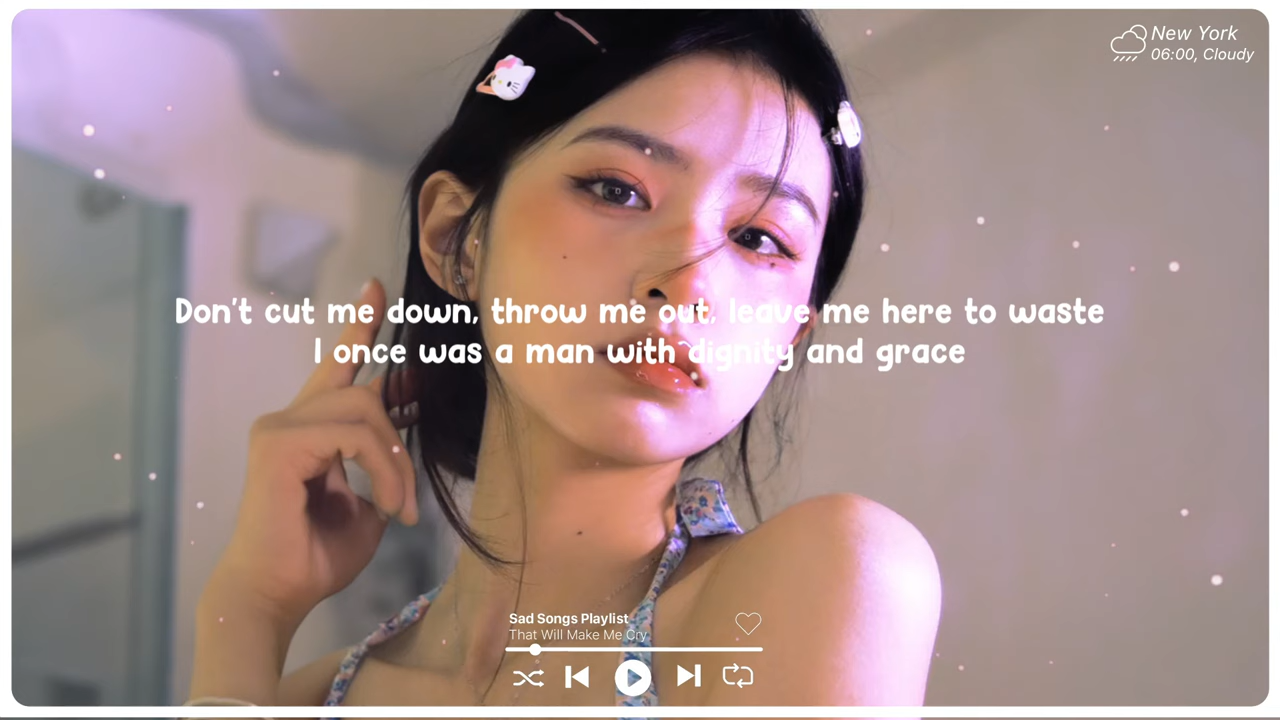 New York
06:00, Cloudy
Don't cut me down, throw me out, leave me here to waste
I once was a man with dignity and grace
Sad Songs Playlist
That Will Make Me Cry